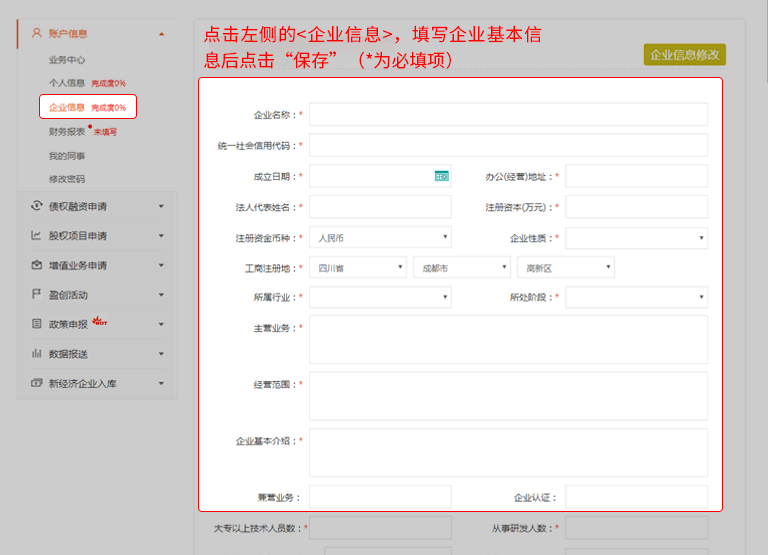 点击左侧的<企业信息>，填写企业基本信
息后点击“保存”（*为必填项）
企业信息修改
账户信息
业务中心
个人信息 完成度0%
企业信息 完成度0%
财务报表 未填写
我的同事
修改密码
债权融资申请
股权项目申请
增值业务申请
盈创活动
政策申报 HOT
数据报送
新经济企业入库
企业名称：*
统一社会信用代码：*
成立日期：* 办公(经营)地址：*
法人代表姓名：* 注册资本(万元)：*
注册资金币种：* 人民币 企业性质：*
工商注册地：* 四川省 成都市 高新区
所属行业：* 所处阶段：*
主营业务：*
经营范围：*
企业基本介绍：*
兼营业务： 企业认证：
大专以上技术人员数：* 从事研发人数：*